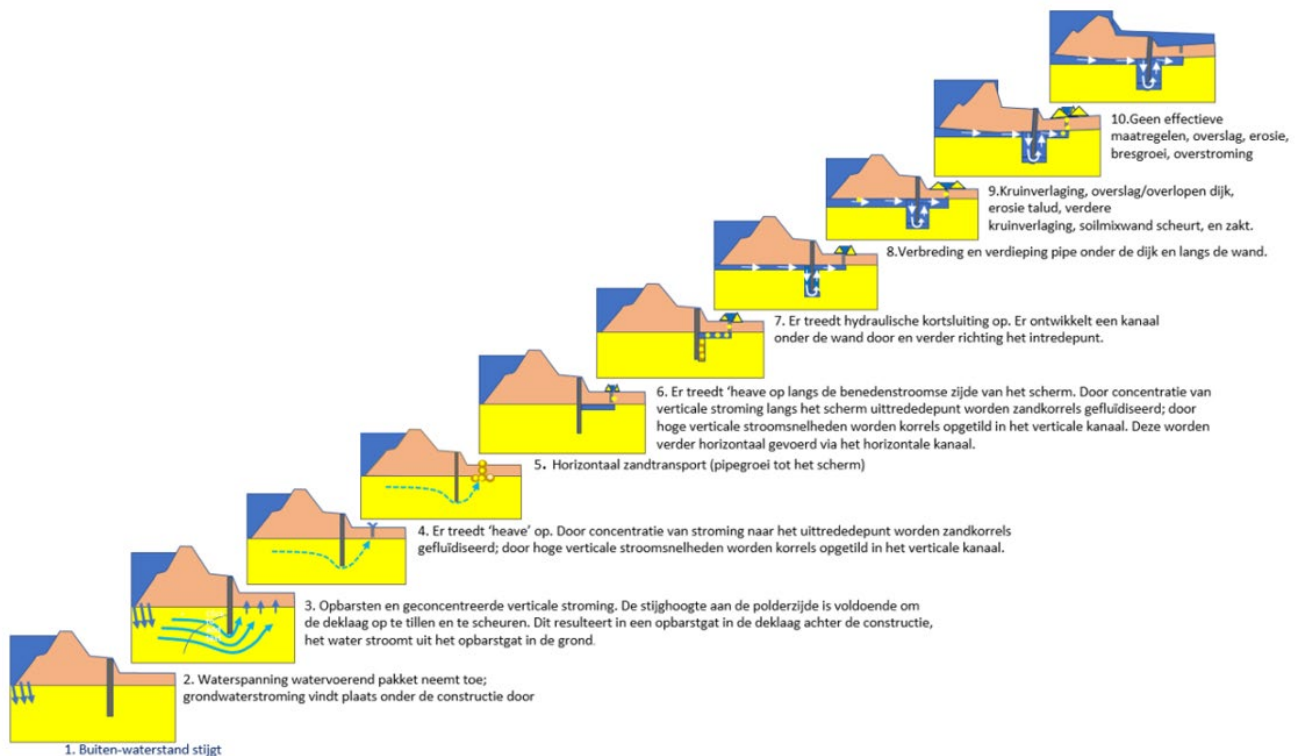 10.Geen effectieve
maatregelen, overslag, erosie,
bresgroei, overstroming
9.Kruinverlaging, overslag/overlopen dijk,
erosie talud, verdere
kruinverlaging, soilmixwand scheurt, en zakt.
8.Verbreding en verdieping pipe onder de dijk en langs de wand.
7. Er treedt hydraulische kortsluiting op. Er ontwikkelt een kanaal
onder de wand door en verder richting het intredepunt.
6. Er treedt 'heave op langs de benedenstroomse zijde van het scherm. Door concentratie van
verticale stroming langs het scherm uittrededepunt worden zandkorrels gefluïdiseerd; door
hoge verticale stroomsnelheden worden korrels opgetild in het verticale kanaal. Deze worden
verder horizontaal gevoerd via het horizontale kanaal.
5. Horizontaal zandtransport (pipegroei tot het scherm)
4. Er treedt 'heave' op. Door concentratie van stroming naar het uittrededepunt worden zandkorrels
gefluïdiseerd; door hoge verticale stroomsnelheden worden korrels opgetild in het verticale kanaal.
3. Opbarsten en geconcentreerde verticale stroming. De stijghoogte aan de polderzijde is voldoende om
de deklaag op te tillen en te scheuren. Dit resulteert in een opbarstgat in de deklaag achter de constructie,
het water stroomt uit het opbarstgat in de grond.
2. Waterspanning watervoerend pakket neemt toe;
grondwaterstroming vindt plaats onder de constructie door
1. Buiten-waterstand stijgt